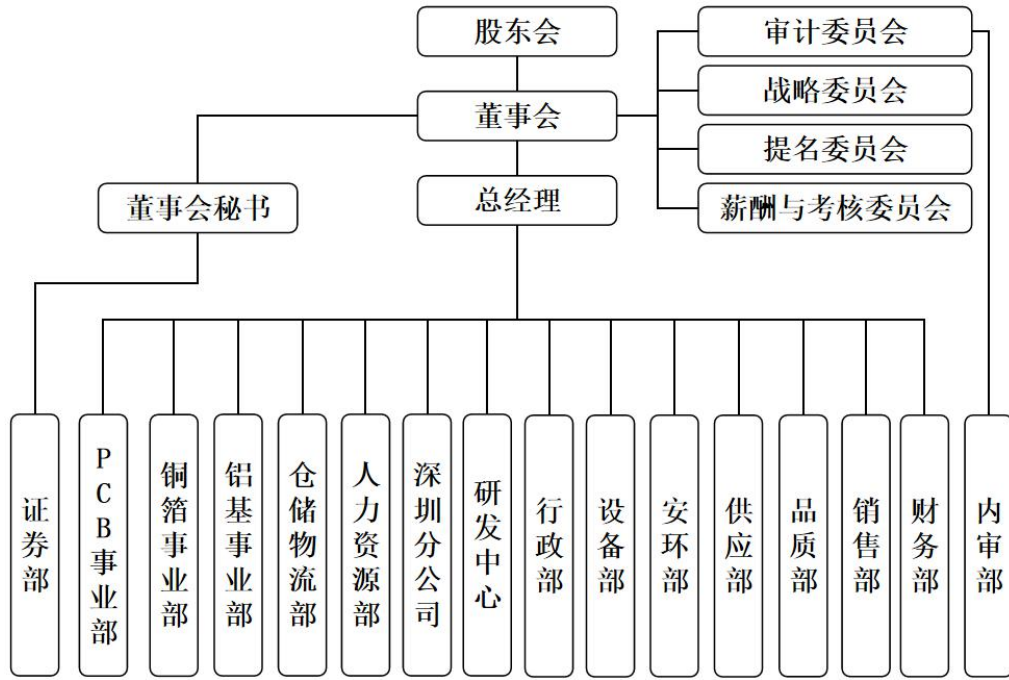 股东会
审计委员会
战略委员会
董事会
提名委员会
董事会秘书
总经理
薪酬与考核委员会
证券部
PCB事业部
铜箔事业部
铝基事业部
仓储物流部
人力资源部
深圳分公司
研发中心
行政部
设备部
安环部
供应部
品质部
销售部
财务部
内审部